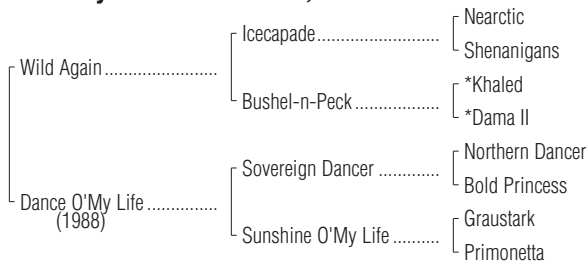 Nearctic
Icecapade
Shenanigans
Wild Again
*Khaled
Bushel-n-Peck
*Dama II
Northern Dancer
Sovereign Dancer
Bold Princess
Dance O'My Life
(1988)
Graustark
Sunshine O'My Life
Primonetta